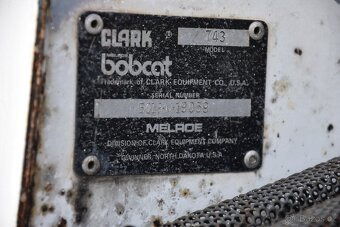 CLARK 743
MODEL
bobcat
Trademark of CLARK EQUIPMENT CO., U.S.A.
SERIAL NUMBER
MELROE
DIVISION OF CLARK EQUIPMENT COMPANY
GWINNER, NORTH DAKOTA U.S.A.